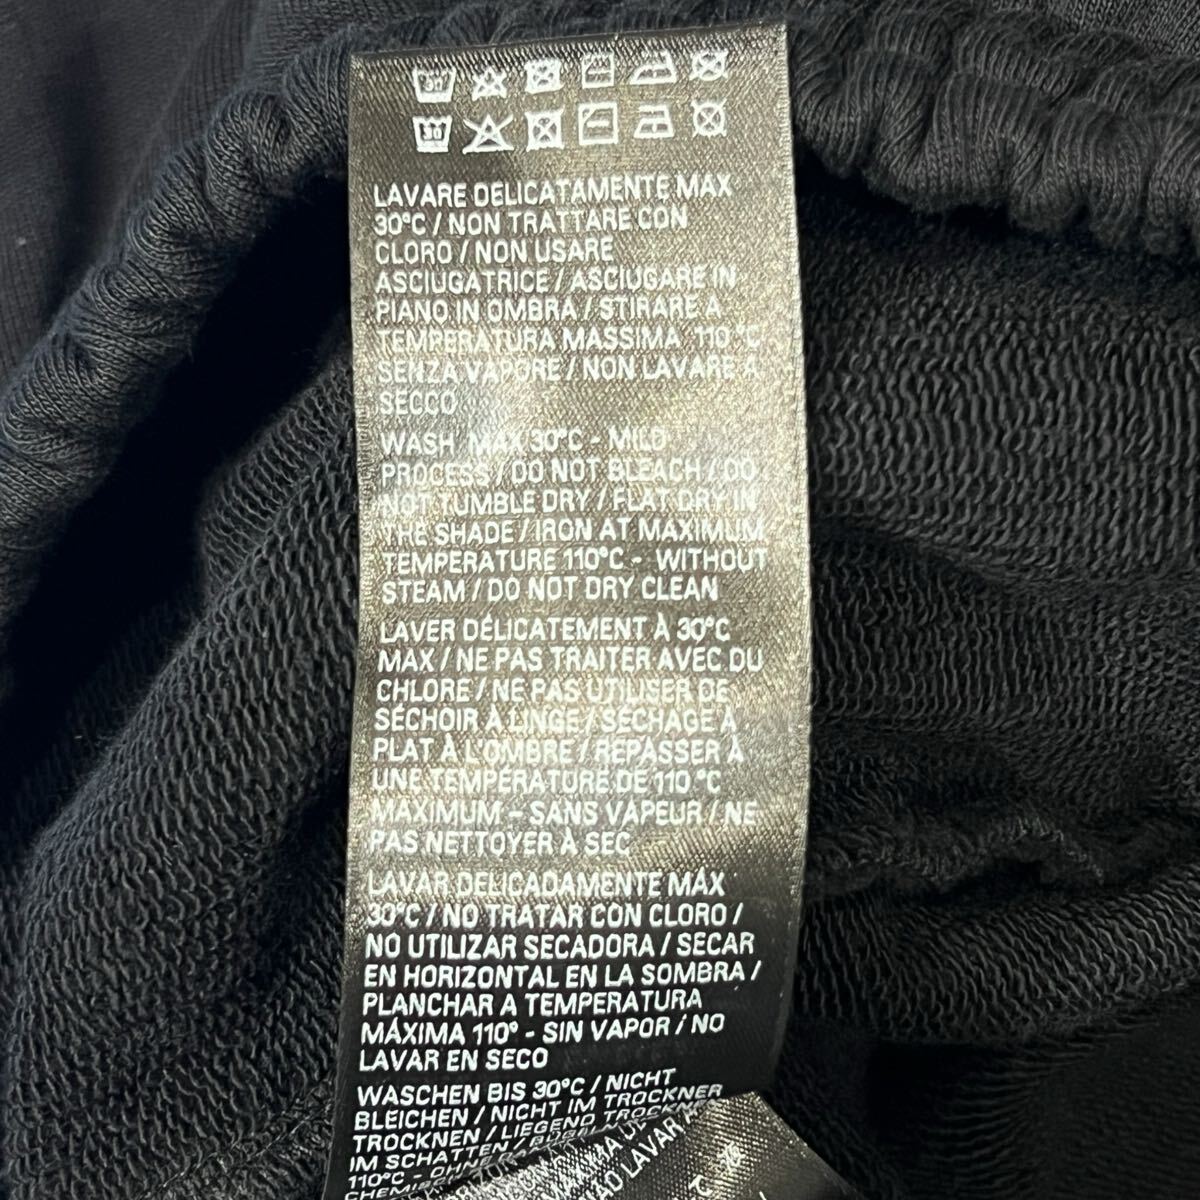 30
30
LAVARE DELICATAMENTE MAX
30°C / NON TRATTARE CON
CLORO / NON USARE
ASCIUGATRICE / ASCIUGARE IN
PIANO IN OMBRA / STIRARE A
TEMPERATURA MASSIMA 110 °C
SENZA VAPORE / NON LAVARE A
SECCO
WASH MAX 30°C - MILD
PROCESS / DO NOT BLEACH / DO
NOT TUMBLE DRY / FLAT DRY IN
THE SHADE / IRON AT MAXIMUM
TEMPERATURE 110°C - WITHOUT
STEAM / DO NOT DRY CLEAN
LAVER DÉLICATEMENT À 30°C
MAX / NE PAS TRAITER AVEC DU
CHLORE / NE PAS UTILISER DE
SÉCHOIR À LINGE / SÉCHAGE À
PLAT À L'OMBRE / REPASSER À
UNE TEMPÉRATURE DE 110 °C
MAXIMUM - SANS VAPEUR / NE
PAS NETTOYER À SEC
LAVAR DELICADAMENTE MÁX
30°C / NO TRATAR CON CLORO /
NO UTILIZAR SECADORA / SECAR
EN HORIZONTAL EN LA SOMBRA /
PLANCHAR A TEMPERATURA
MÁXIMA 110° - SIN VAPOR / NO
LAVAR EN SECO
WASCHEN BIS 30°C / NICHT
BLEICHEN / NICHT IM TROCKNER
TROCKNEN / LIEGEND TROCKNEN
IM SCHATTEN /
110°C - OHNE